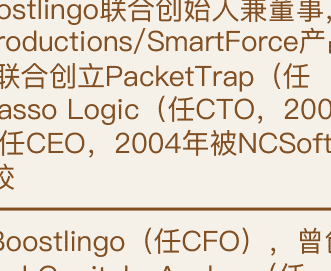 ostlingo联合创始人兼董事，
roductions/SmartForce产
联合创立PacketTrap（任
asso Logic（任CTO，200
任CEO，2004年被NCSoft
校
Boostlingo（任CFO），曾